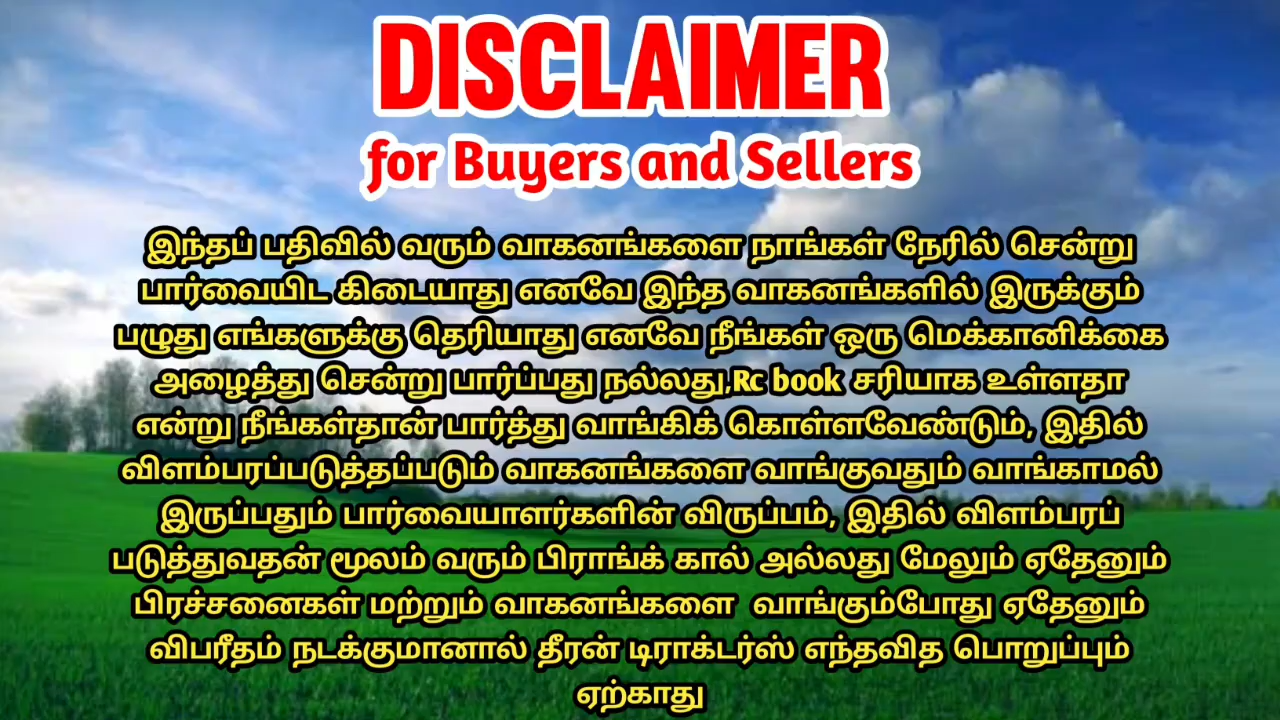 DISCLAIMER
for Buyers and Sellers
இந்தப் பதிவில் வரும் வாகனங்களை நாங்கள் நேரில் சென்று
பார்வையிட கிடையாது எனவே இந்த வாகனங்களில் இருக்கும்
பழுது எங்களுக்கு தெரியாது எனவே நீங்கள் ஒரு மெக்கானிக்கை
அழைத்து சென்று பார்ப்பது நல்லது,Rc book சரியாக உள்ளதா
என்று நீங்கள்தான் பார்த்து வாங்கிக் கொள்ளவேண்டும், இதில்
விளம்பரப்படுத்தப்படும் வாகனங்களை வாங்குவதும் வாங்காமல்
இருப்பதும் பார்வையாளர்களின் விருப்பம், இதில் விளம்பரப்
படுத்துவதன் மூலம் வரும் பிராங்க் கால் அல்லது மேலும் ஏதேனும்
பிரச்சனைகள் மற்றும் வாகனங்களை வாங்கும்போது ஏதேனும்
விபரீதம் நடக்குமானால் தீரன் டிராக்டர்ஸ் எந்தவித பொறுப்பும்
ஏற்காது